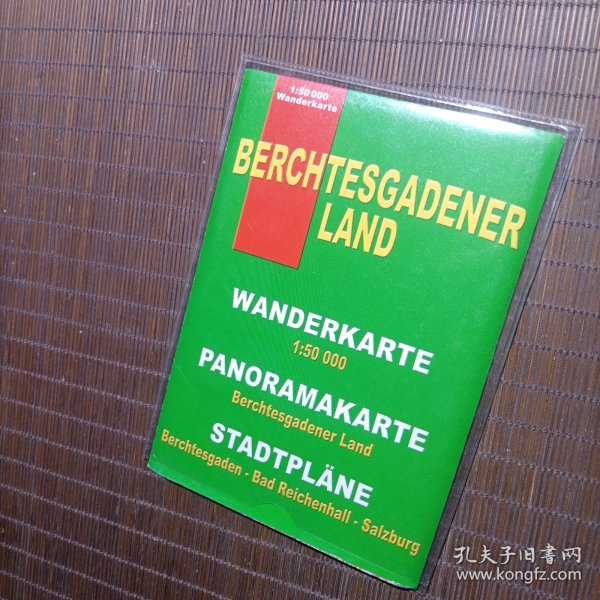 1:50 000
Wanderkarte
BERCHTESGADENER
LAND
WANDERKARTE
1:50 000
PANORAMAKARTE
Berchtesgadener Land
STADTPLÄNE
Berchtesgaden - Bad Reichenhall - Salzburg
孔夫子旧书网
www.kongfz.com